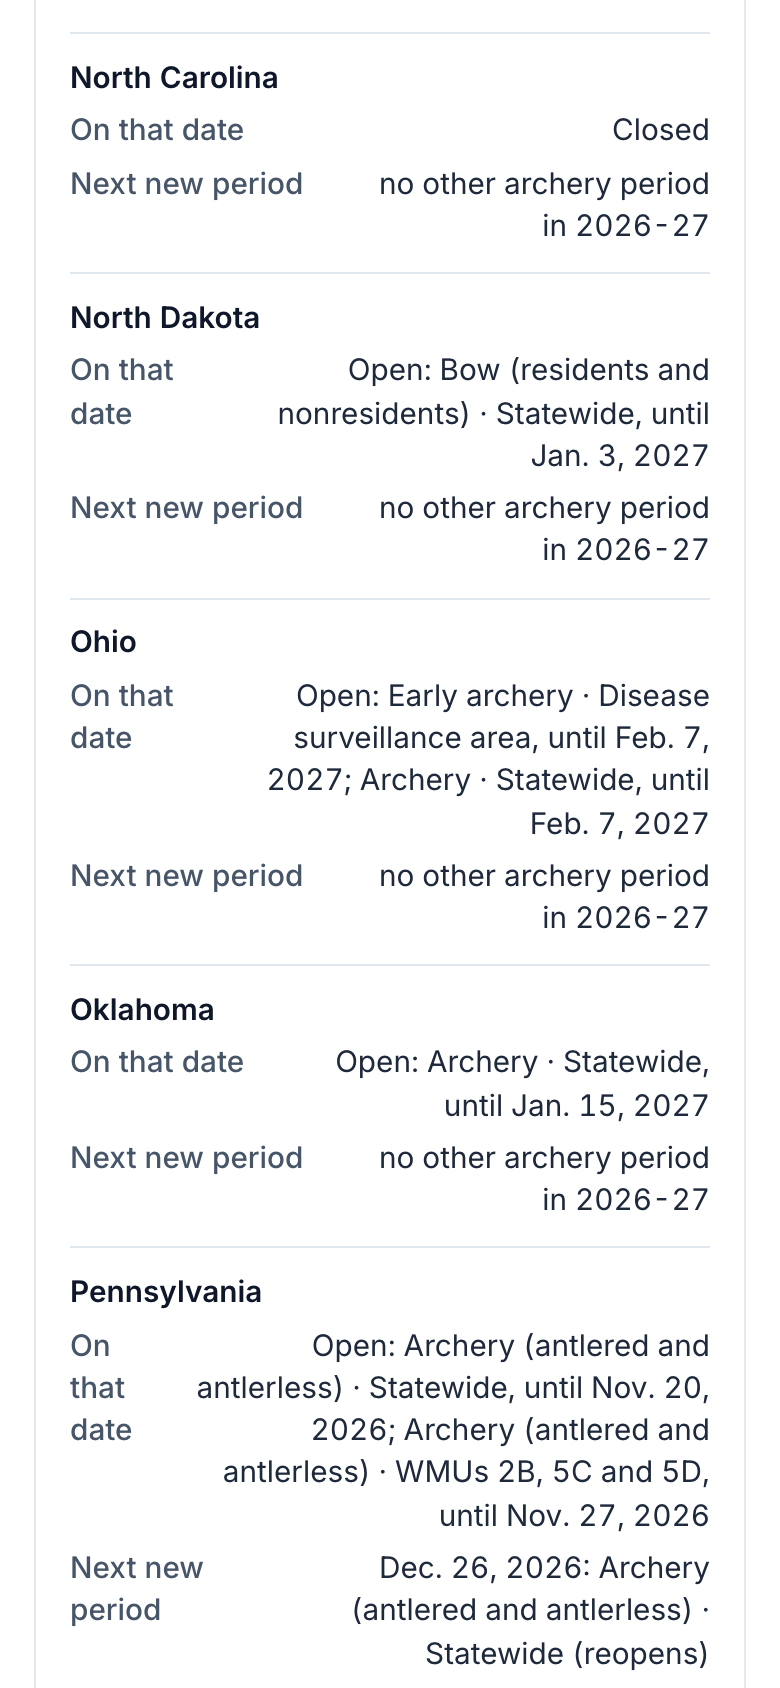 North Carolina
On that date Closed
Next new period no other archery period
in 2026-27
North Dakota
On that Open: Bow (residents and
date nonresidents) · Statewide, until
Jan. 3, 2027
Next new period no other archery period
in 2026-27
Ohio
On that Open: Early archery · Disease
date surveillance area, until Feb. 7,
2027; Archery · Statewide, until
Feb. 7, 2027
Next new period no other archery period
in 2026-27
Oklahoma
On that date Open: Archery · Statewide,
until Jan. 15, 2027
Next new period no other archery period
in 2026-27
Pennsylvania
On Open: Archery (antlered and
that antlerless) · Statewide, until Nov. 20,
date 2026; Archery (antlered and
antlerless) · WMUs 2B, 5C and 5D,
until Nov. 27, 2026
Next new Dec. 26, 2026: Archery
period (antlered and antlerless) ·
Statewide (reopens)